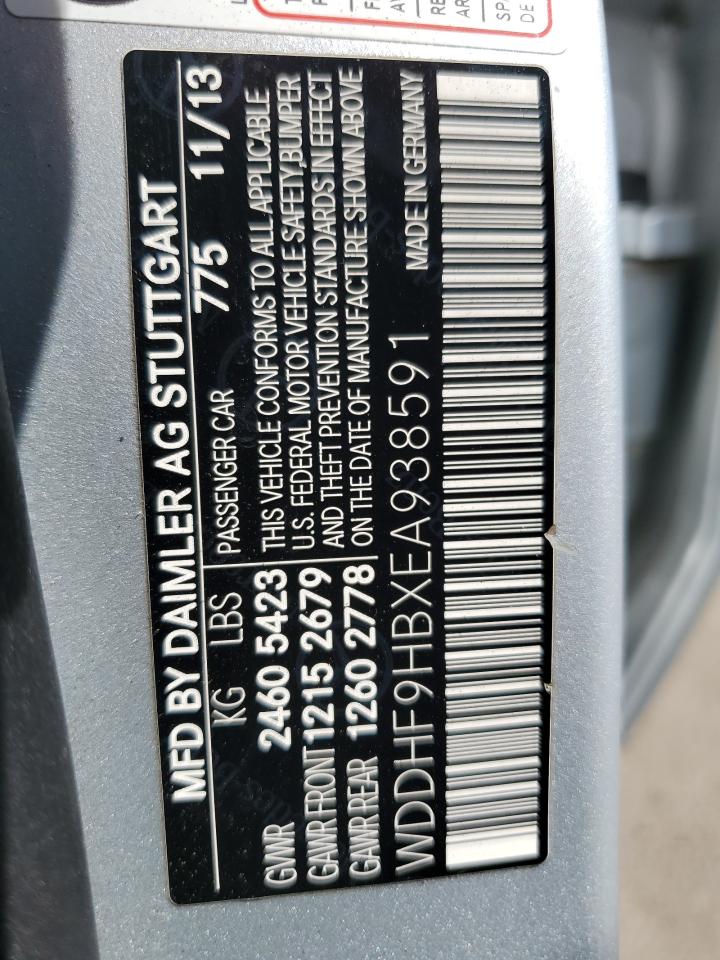 MFD BY DAIMLER AG STUTTGART
KG LBS PASSENGER CAR 775 11/13
GWR 2460 5423 THIS VEHICLE CONFORMS TO ALL APPLICABLE
U.S. FEDERAL MOTOR VEHICLE SAFETY,BUMPER
GAWR FRONT 1215 2679 AND THEFT PREVENTION STANDARDS IN EFFECT
GAWR REAR 1260 2778 ON THE DATE OF MANUFACTURE SHOWN ABOVE
WDDHF9HBXEA938591 MADE IN GERMANY